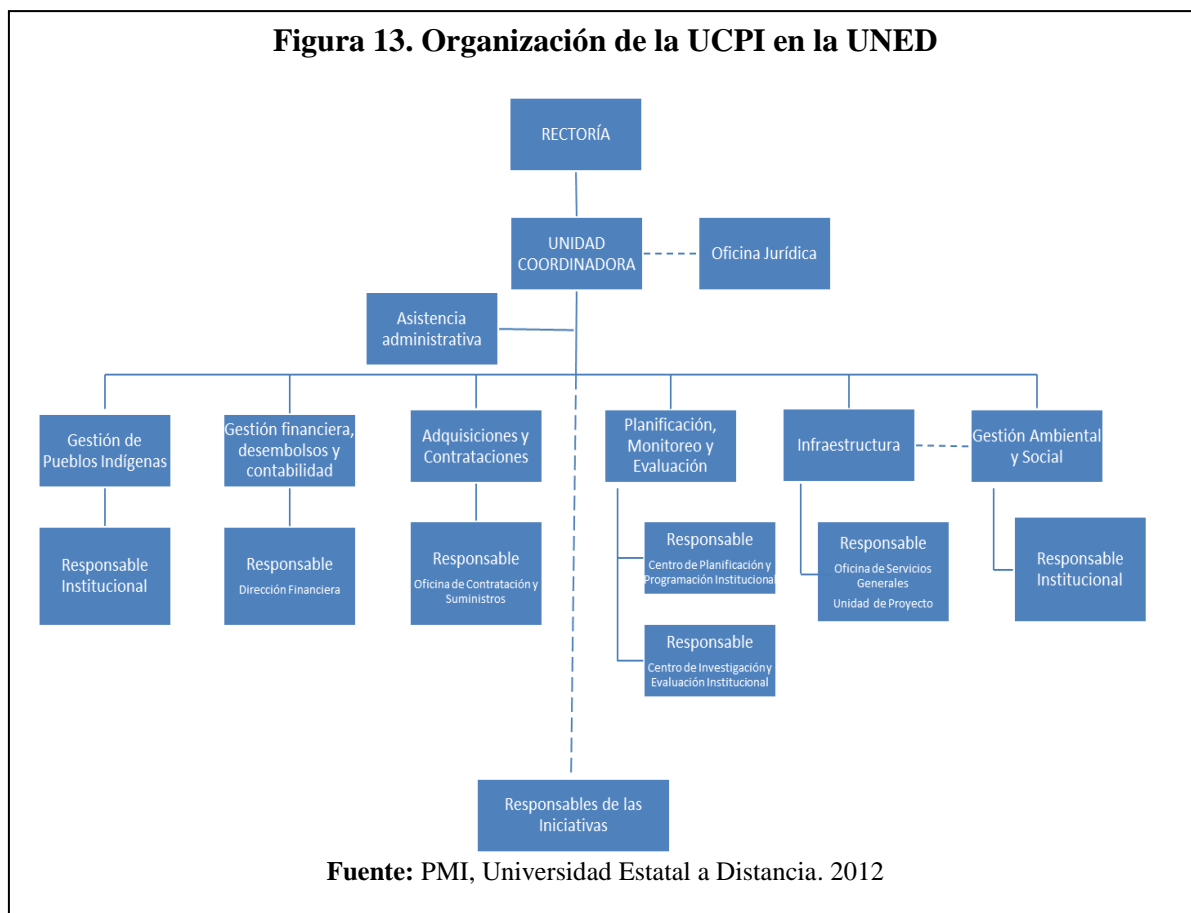 Figura 13. Organización de la UCPI en la UNED
RECTORÍA
UNIDAD
COORDINADORA
Oficina Jurídica
Asistencia
administrativa
Gestión de
Pueblos Indígenas
Gestión financiera,
desembolsos y
contabilidad
Adquisiciones y
Contrataciones
Planificación,
Monitoreo y
Evaluación
Infraestructura
Gestión Ambiental
y Social
Responsable
Institucional
Responsable
Dirección Financiera
Responsable
Oficina de Contratación y
Suministros
Responsable
Centro de Planificación y
Programación Institucional
Responsable
Centro de Investigación y
Evaluación Institucional
Responsable
Oficina de Servicios
Generales
Unidad de Proyecto
Responsable
Institucional
Responsables de las
Iniciativas
Fuente: PMI, Universidad Estatal a Distancia. 2012